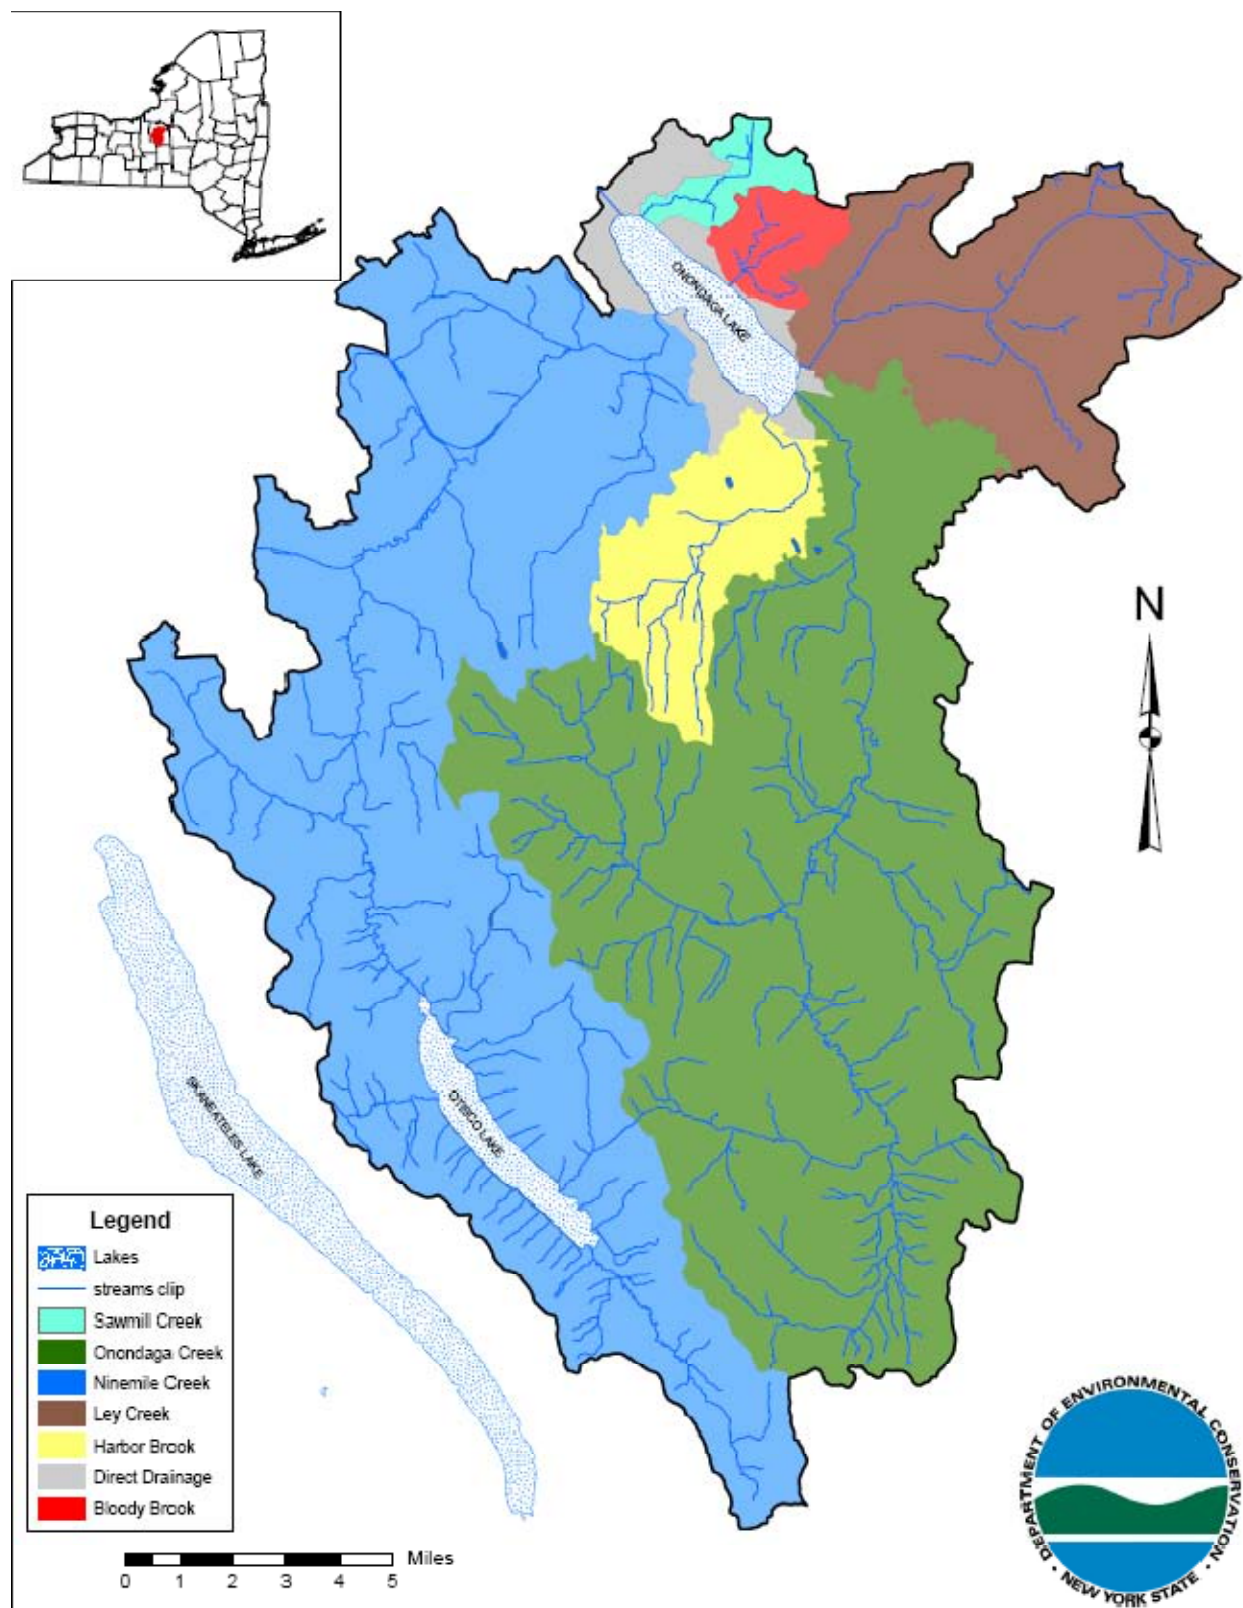 ONONDAGA LAKE
N
OTISCO LAKE
SKANEATELES LAKE
Legend
Lakes
streams clip
Sawmill Creek
Onondaga Creek
Ninemile Creek
Ley Creek
Harbor Brook
Direct Drainage
Bloody Brook
Miles
0 1 2 3 4 5
DEPARTMENT OF ENVIRONMENTAL CONSERVATION
• NEW YORK STATE •